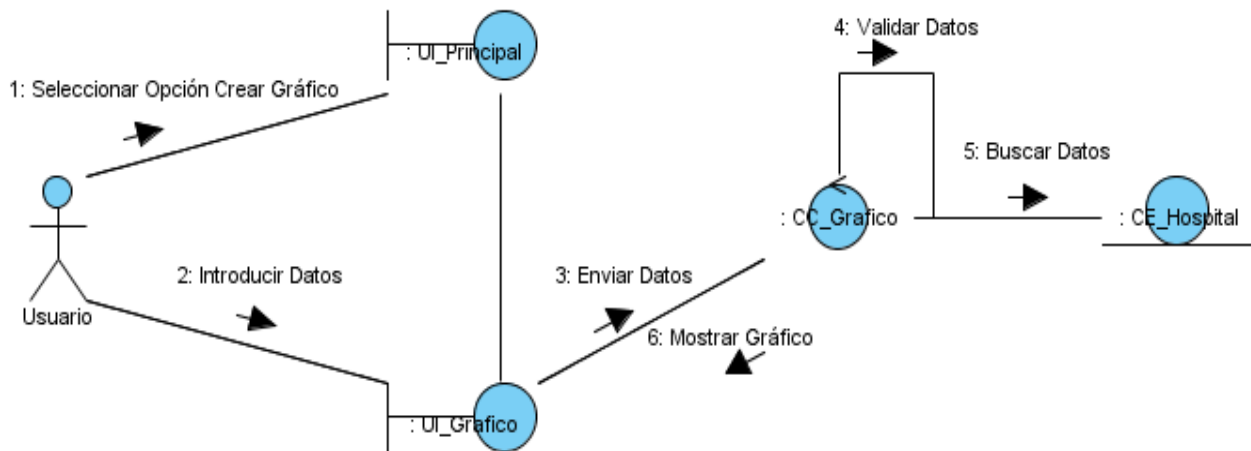 : UI_Principal
4: Validar Datos
1: Seleccionar Opción Crear Gráfico
5: Buscar Datos
: CC_Grafico
: CE_Hospital
2: Introducir Datos
3: Enviar Datos
Usuario
6: Mostrar Gráfico
: UI_Grafico